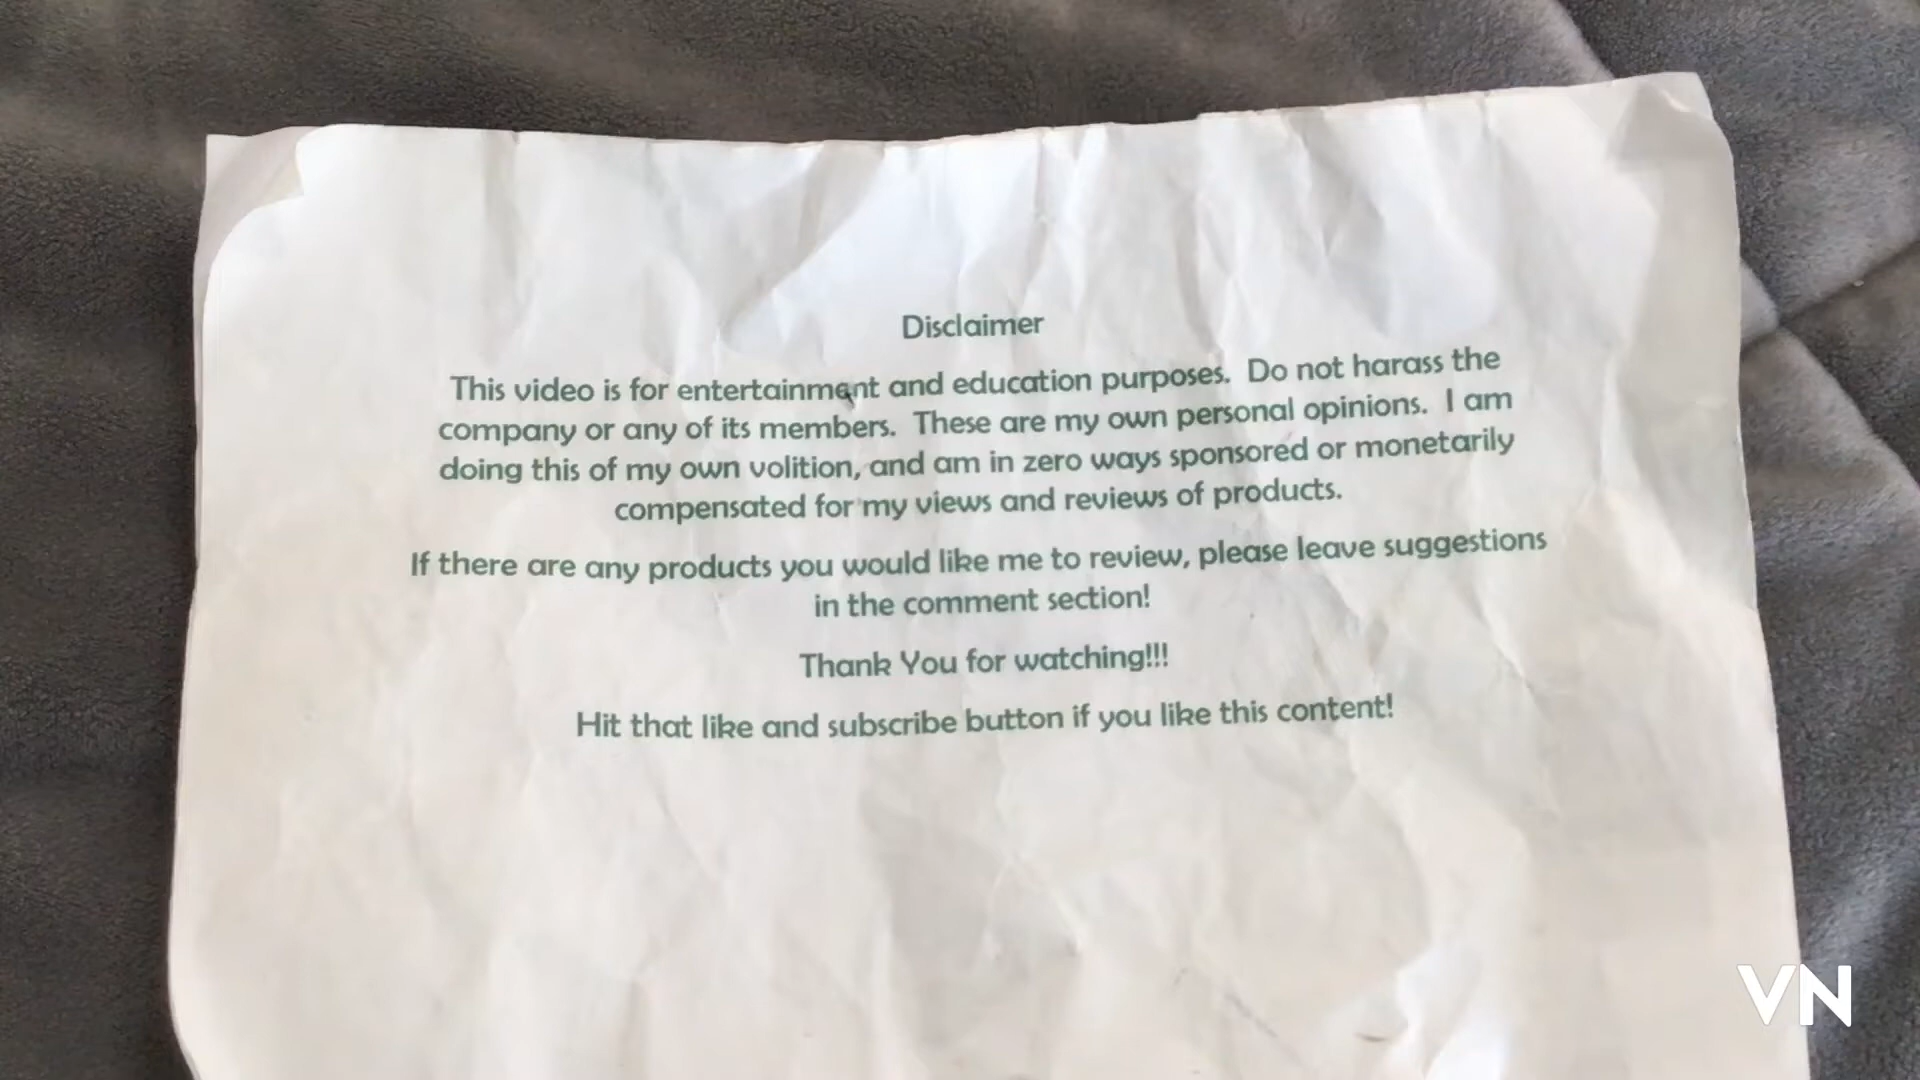 Disclaimer
This video is for entertainment and education purposes. Do not harass the
company or any of its members. These are my own personal opinions. I am
doing this of my own volition, and am in zero ways sponsored or monetarily
compensated for my views and reviews of products.
If there are any products you would like me to review, please leave suggestions
in the comment section!
Thank You for watching!!!
Hit that like and subscribe button if you like this content!
VN